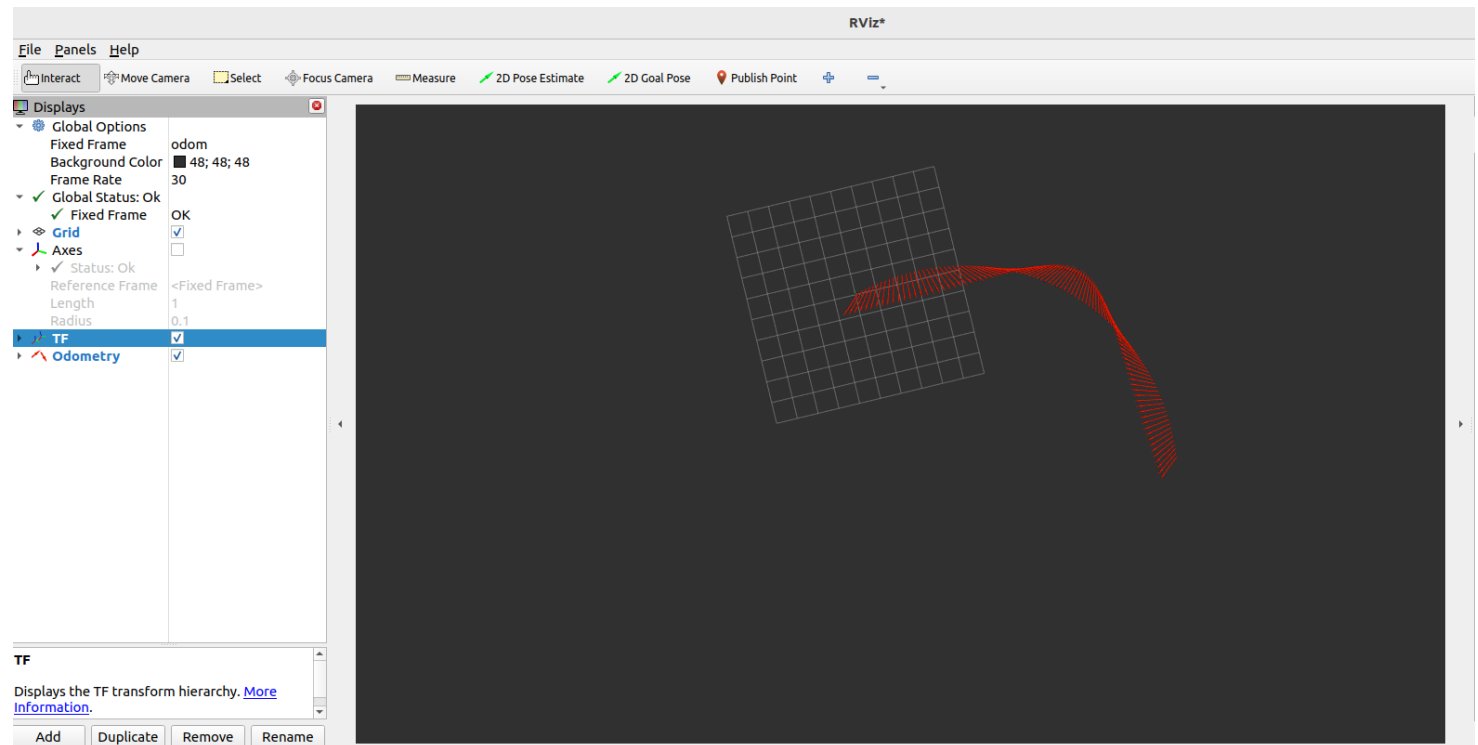 RViz*
File Panels Help
Interact Move Camera Select Focus Camera Measure 2D Pose Estimate 2D Goal Pose Publish Point
Displays
Global Options
Fixed Frame odom
Background Color 48; 48; 48
Frame Rate 30
Global Status: Ok
Fixed Frame OK
Grid
Axes
Status: Ok
Reference Frame <Fixed Frame>
Length 1
Radius 0.1
TF
Odometry
TF
Displays the TF transform hierarchy. More
Information.
Add Duplicate Remove Rename